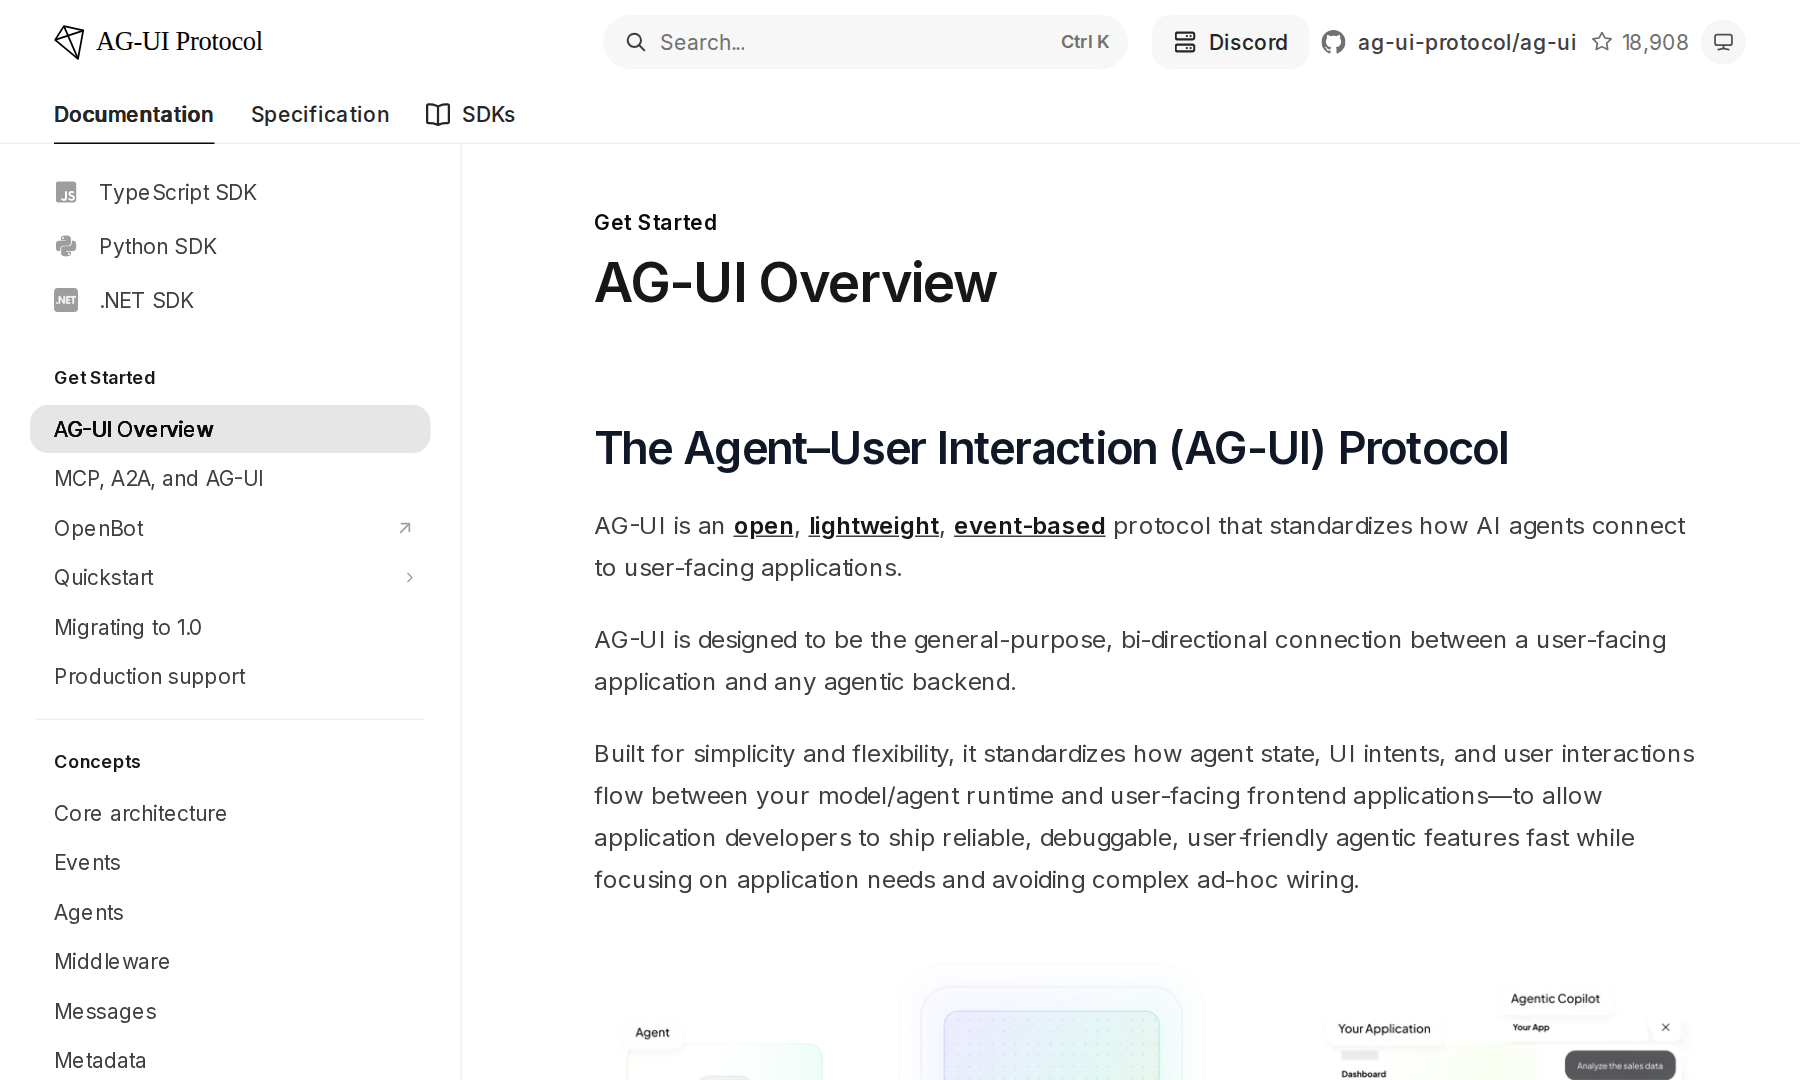 AG-UI Protocol
Search...
Ctrl K
Discord
ag-ui-protocol/ag-ui
18,908
Documentation
Specification
SDKs
JS
TypeScript SDK
Python SDK
.NET
.NET SDK
Get Started
AG-UI Overview
MCP, A2A, and AG-UI
OpenBot
Quickstart
Migrating to 1.0
Production support
Concepts
Core architecture
Events
Agents
Middleware
Messages
Metadata
Get Started
AG-UI Overview
The Agent–User Interaction (AG-UI) Protocol
AG-UI is an open, lightweight, event-based protocol that standardizes how AI agents connect
to user-facing applications.
AG-UI is designed to be the general-purpose, bi-directional connection between a user-facing
application and any agentic backend.
Built for simplicity and flexibility, it standardizes how agent state, UI intents, and user interactions
flow between your model/agent runtime and user-facing frontend applications—to allow
application developers to ship reliable, debuggable, user‑friendly agentic features fast while
focusing on application needs and avoiding complex ad-hoc wiring.
Agent
Your Application
Dashboard
Agentic Copilot
Your App
Analyze the sales data